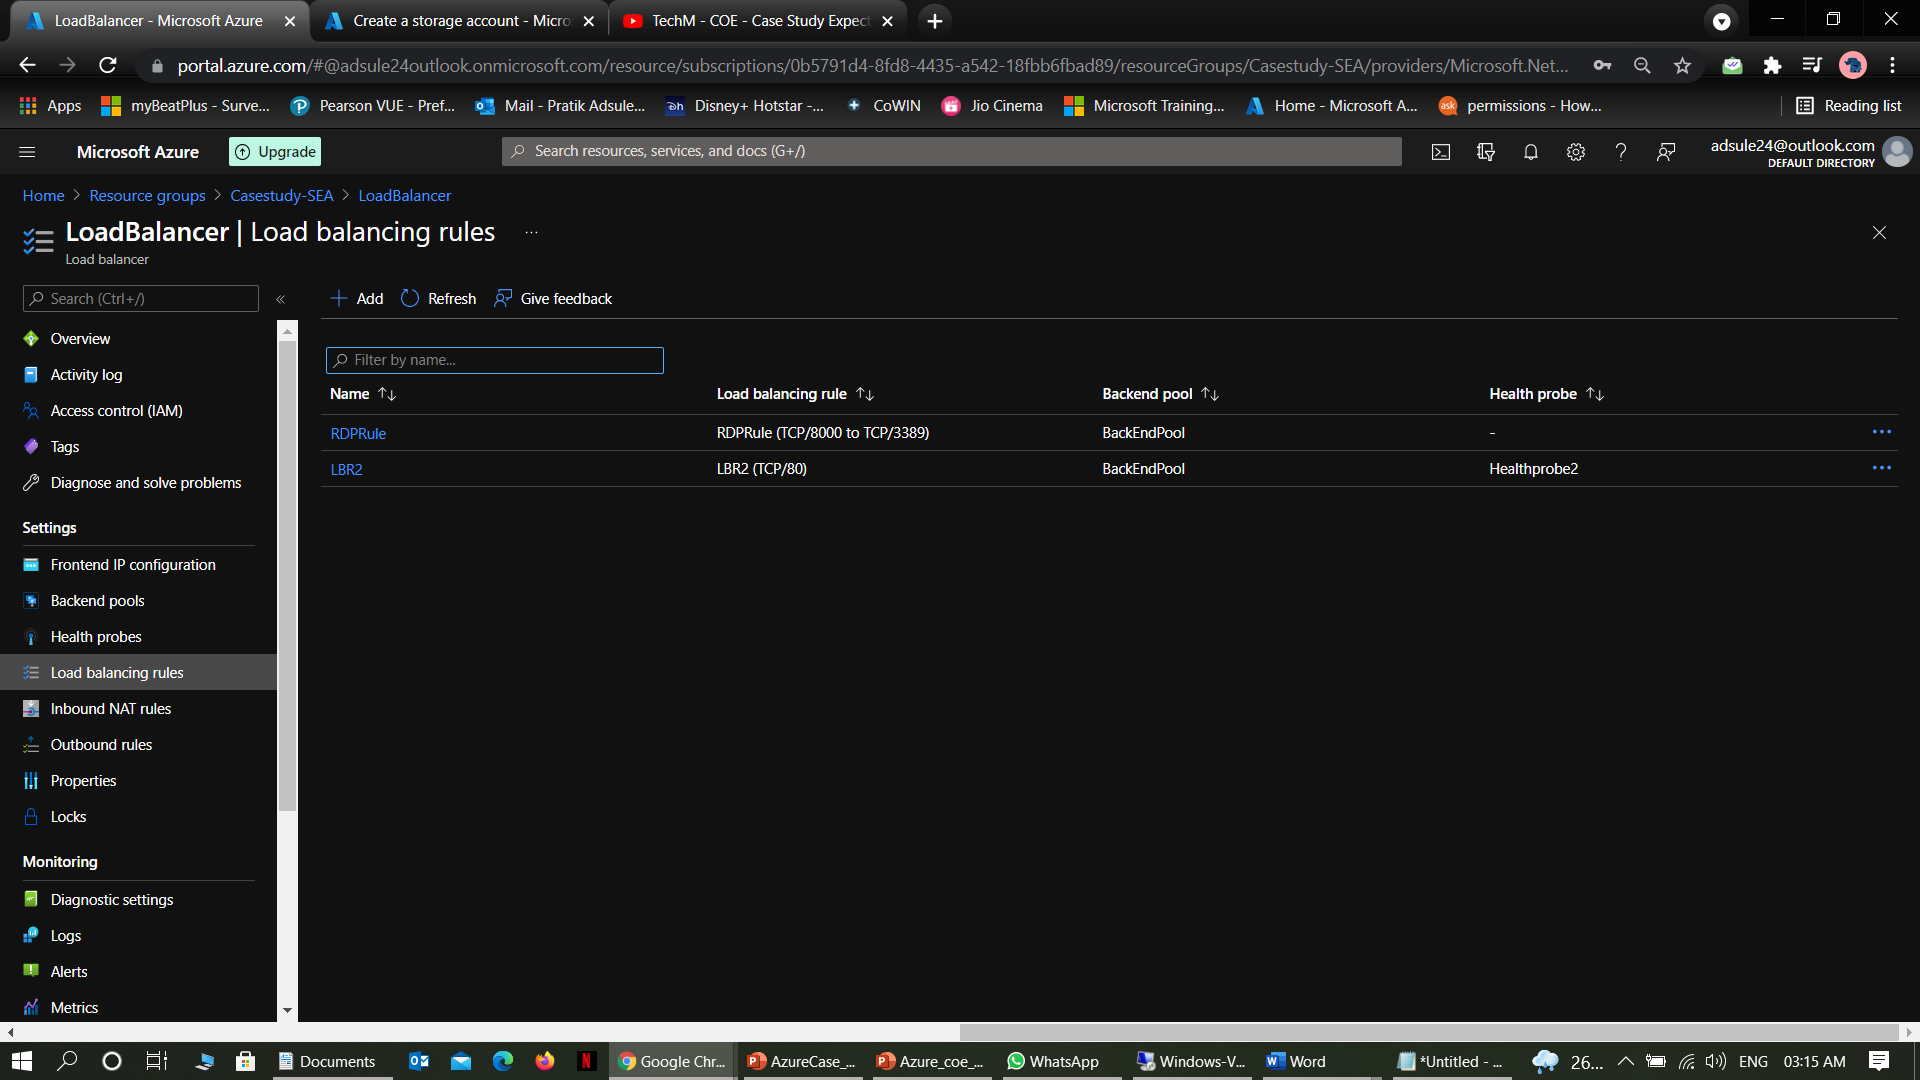 LoadBalancer - Microsoft Azure
Create a storage account - Micro
TechM - COE - Case Study Expect
portal.azure.com/#@adsule24outlook.onmicrosoft.com/resource/subscriptions/0b5791d4-8fd8-4435-a542-18fbb6fbad89/resourceGroups/Casestudy-SEA/providers/Microsoft.Net...
Apps
myBeatPlus - Surve...
Pearson VUE - Pref...
Mail - Pratik Adsule...
Disney+ Hotstar -...
CoWIN
Jio Cinema
Microsoft Training...
Home - Microsoft A...
ask
permissions - How...
Reading list
Microsoft Azure
Upgrade
Search resources, services, and docs (G+/)
adsule24@outlook.com
DEFAULT DIRECTORY
Home > Resource groups > Casestudy-SEA > LoadBalancer
LoadBalancer | Load balancing rules ...
Load balancer
Search (Ctrl+/)
«
Add
Refresh
Give feedback
Overview
Activity log
Access control (IAM)
Tags
Diagnose and solve problems
Settings
Frontend IP configuration
Backend pools
Health probes
Load balancing rules
Inbound NAT rules
Outbound rules
Properties
Locks
Monitoring
Diagnostic settings
Logs
Alerts
Metrics
Filter by name...
Name ↑↓ Load balancing rule ↑↓ Backend pool ↑↓ Health probe ↑↓
RDPRule RDPRule (TCP/8000 to TCP/3389) BackEndPool -
LBR2 LBR2 (TCP/80) BackEndPool Healthprobe2
Documents
Google Chr...
AzureCase_...
Azure_coe_...
WhatsApp
Windows-V...
Word
*Untitled - ...
26...
ENG
03:15 AM